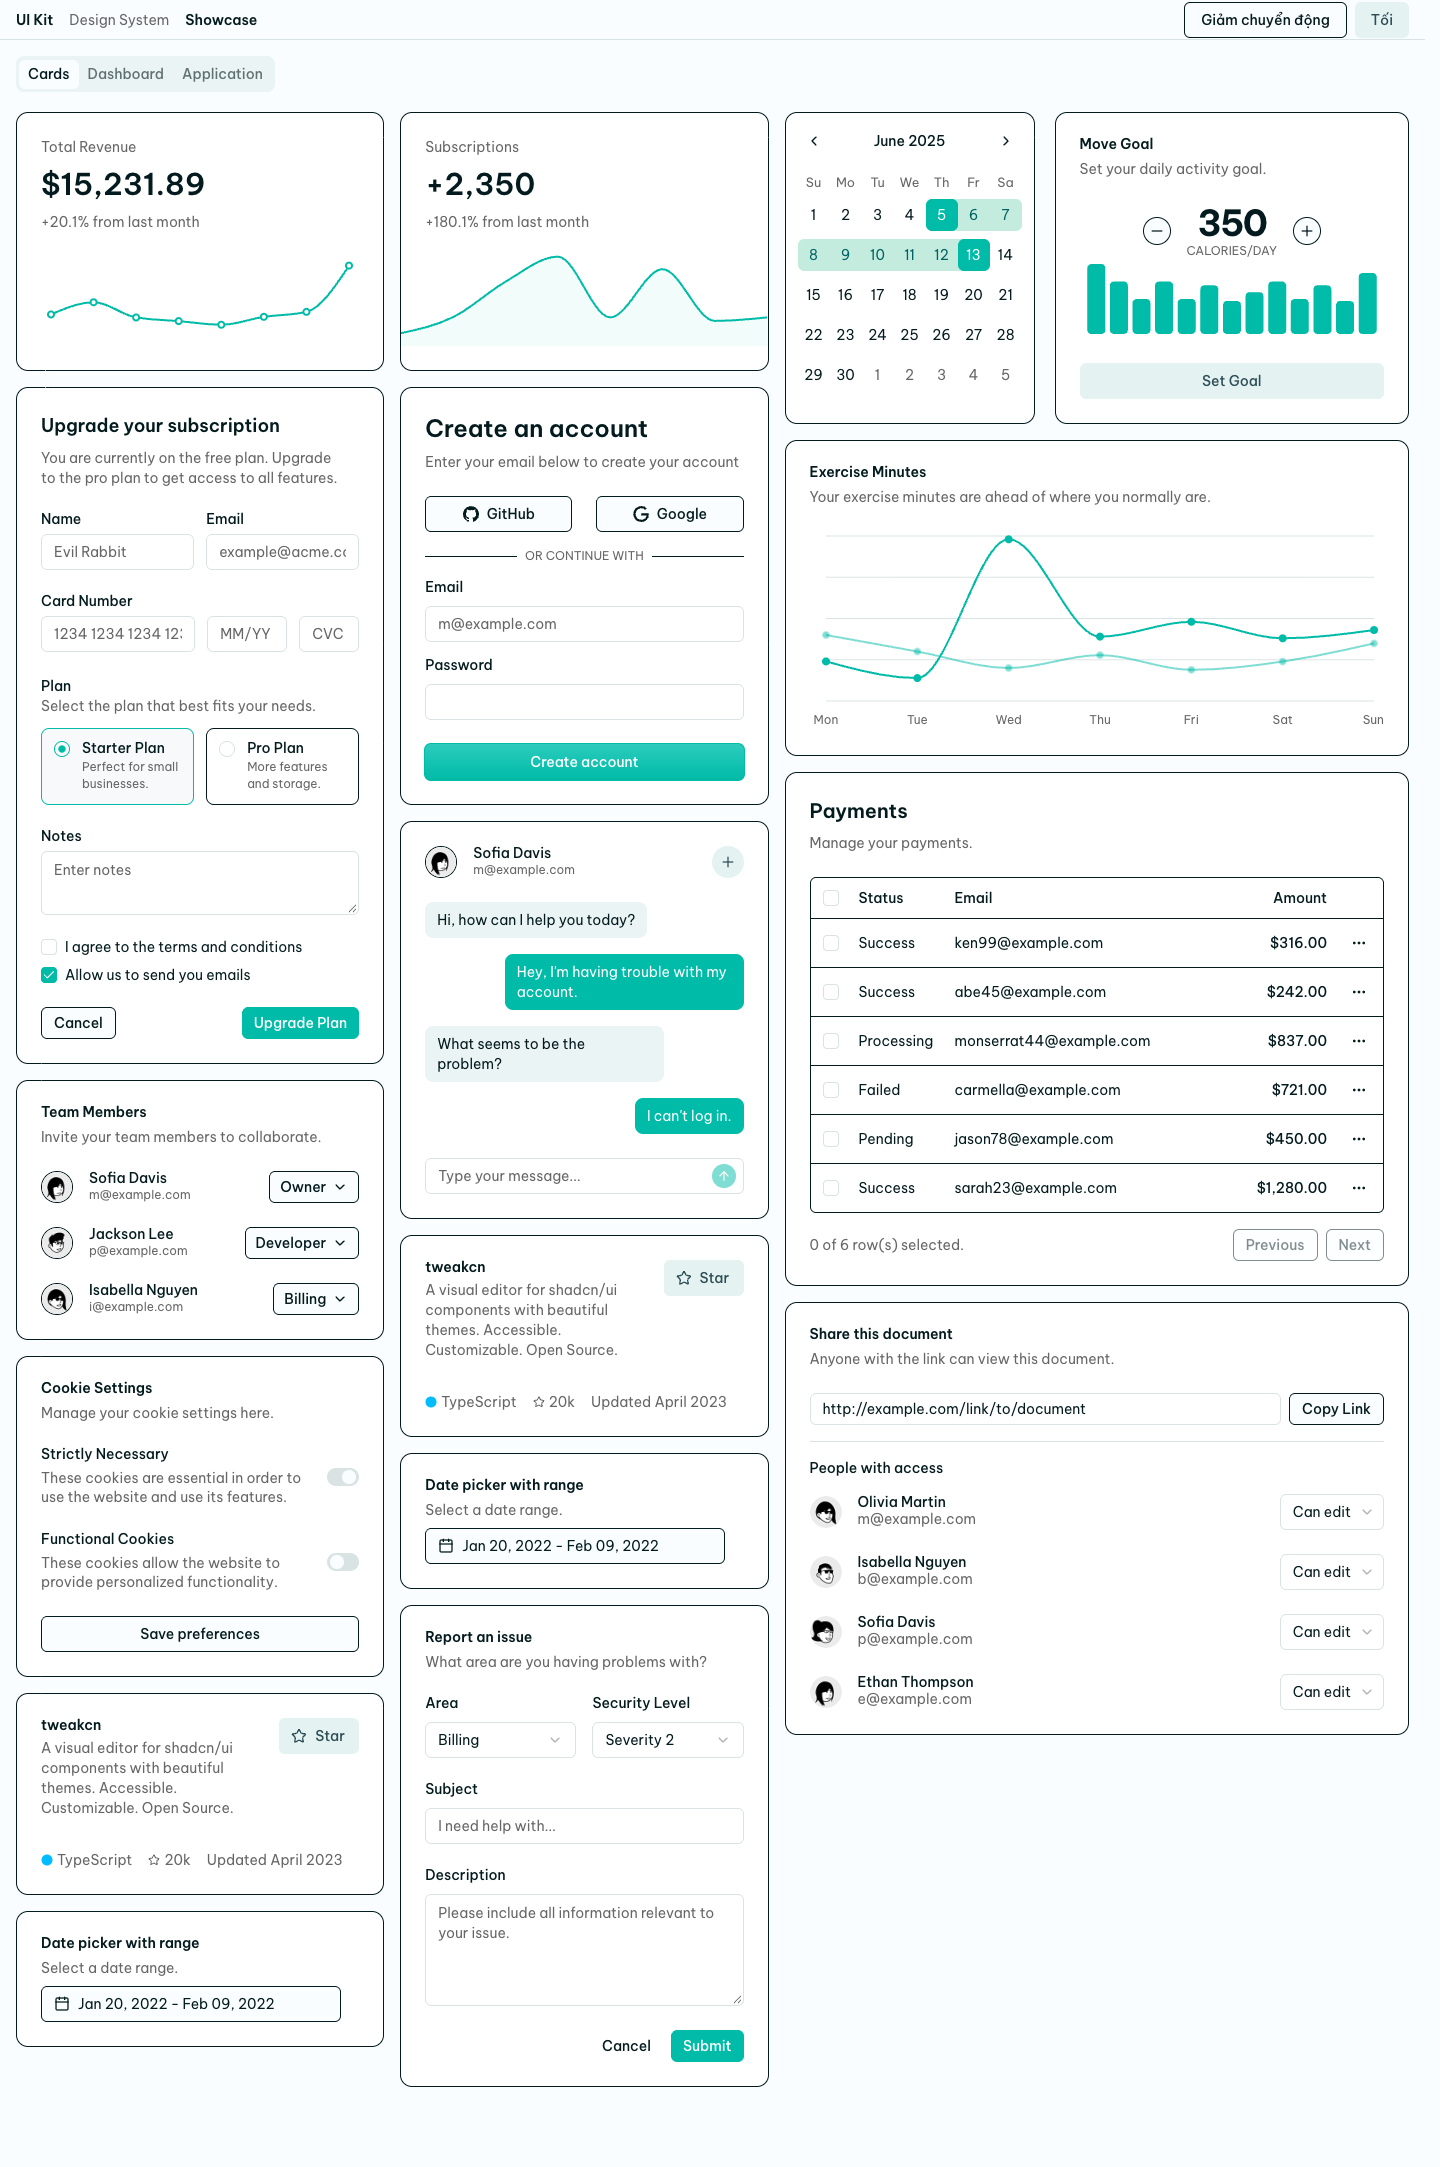 UI Kit
Design System
Showcase
Giảm chuyển động
Tối
Cards
Dashboard
Application
Total Revenue
$15,231.89
+20.1% from last month
Subscriptions
+2,350
+180.1% from last month
June 2025
Su Mo Tu We Th Fr Sa
1 2 3 4 5 6 7
8 9 10 11 12 13 14
15 16 17 18 19 20 21
22 23 24 25 26 27 28
29 30 1 2 3 4 5
Move Goal
Set your daily activity goal.
350
CALORIES/DAY
Set Goal
Upgrade your subscription
You are currently on the free plan. Upgrade
to the pro plan to get access to all features.
Name
Email
Evil Rabbit
example@acme.cc
Card Number
1234 1234 1234 12
MM/YY
CVC
Plan
Select the plan that best fits your needs.
Starter Plan
Perfect for small
businesses.
Pro Plan
More features
and storage.
Notes
Enter notes
I agree to the terms and conditions
Allow us to send you emails
Cancel
Upgrade Plan
Team Members
Invite your team members to collaborate.
Sofia Davis
m@example.com
Owner
Jackson Lee
p@example.com
Developer
Isabella Nguyen
i@example.com
Billing
Cookie Settings
Manage your cookie settings here.
Strictly Necessary
These cookies are essential in order to
use the website and use its features.
Functional Cookies
These cookies allow the website to
provide personalized functionality.
Save preferences
tweakcn
A visual editor for shadcn/ui
components with beautiful
themes. Accessible.
Customizable. Open Source.
Star
TypeScript
20k
Updated April 2023
Date picker with range
Select a date range.
Jan 20, 2022 - Feb 09, 2022
Create an account
Enter your email below to create your account
GitHub
Google
OR CONTINUE WITH
Email
m@example.com
Password
Create account
Sofia Davis
m@example.com
Hi, how can I help you today?
Hey, I'm having trouble with my
account.
What seems to be the
problem?
I can't log in.
Type your message...
tweakcn
A visual editor for shadcn/ui
components with beautiful
themes. Accessible.
Customizable. Open Source.
Star
TypeScript
20k
Updated April 2023
Date picker with range
Select a date range.
Jan 20, 2022 - Feb 09, 2022
Report an issue
What area are you having problems with?
Area
Security Level
Billing
Severity 2
Subject
I need help with...
Description
Please include all information relevant to
your issue.
Cancel
Submit
Exercise Minutes
Your exercise minutes are ahead of where you normally are.
Mon Tue Wed Thu Fri Sat Sun
Payments
Manage your payments.
Status Email Amount
Success ken99@example.com $316.00
Success abe45@example.com $242.00
Processing monserrat44@example.com $837.00
Failed carmella@example.com $721.00
Pending jason78@example.com $450.00
Success sarah23@example.com $1,280.00
0 of 6 row(s) selected.
Previous
Next
Share this document
Anyone with the link can view this document.
http://example.com/link/to/document
Copy Link
People with access
Olivia Martin
m@example.com
Can edit
Isabella Nguyen
b@example.com
Can edit
Sofia Davis
p@example.com
Can edit
Ethan Thompson
e@example.com
Can edit